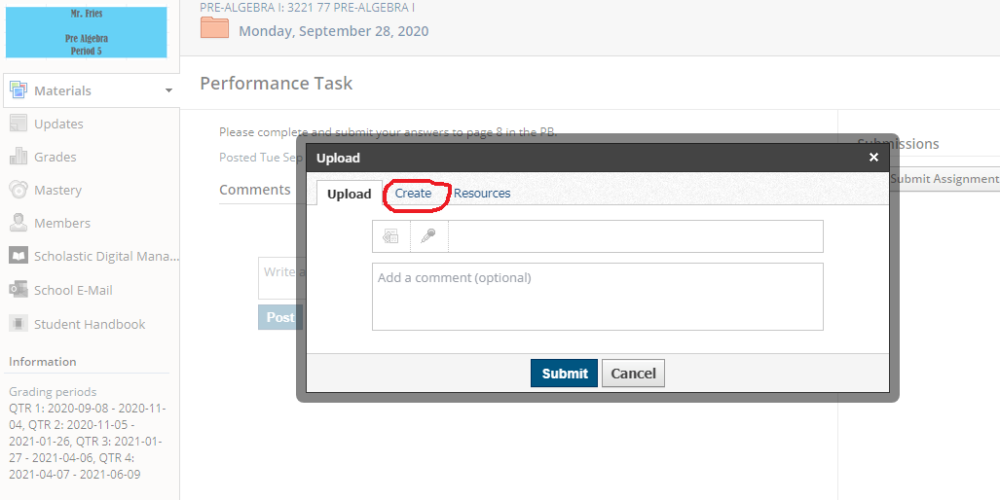 Mr. Fries
Pre Algebra
Period 5
Materials
Updates
Grades
Mastery
Members
Scholastic Digital Mana...
School E-Mail
Student Handbook
Information
Grading periods
QTR 1: 2020-09-08 - 2020-11-
04, QTR 2: 2020-11-05 -
2021-01-26, QTR 3: 2021-01-
27 - 2021-04-06, QTR 4:
2021-04-07 - 2021-06-09
PRE-ALGEBRA I: 3221 77 PRE-ALGEBRA I
Monday, September 28, 2020
Performance Task
Please complete and submit your answers to page 8 in the PB.
Posted Tue Sep
Comments
Write a
Post
Submissions
Submit Assignment
Upload
Upload Create Resources
Add a comment (optional)
Submit Cancel